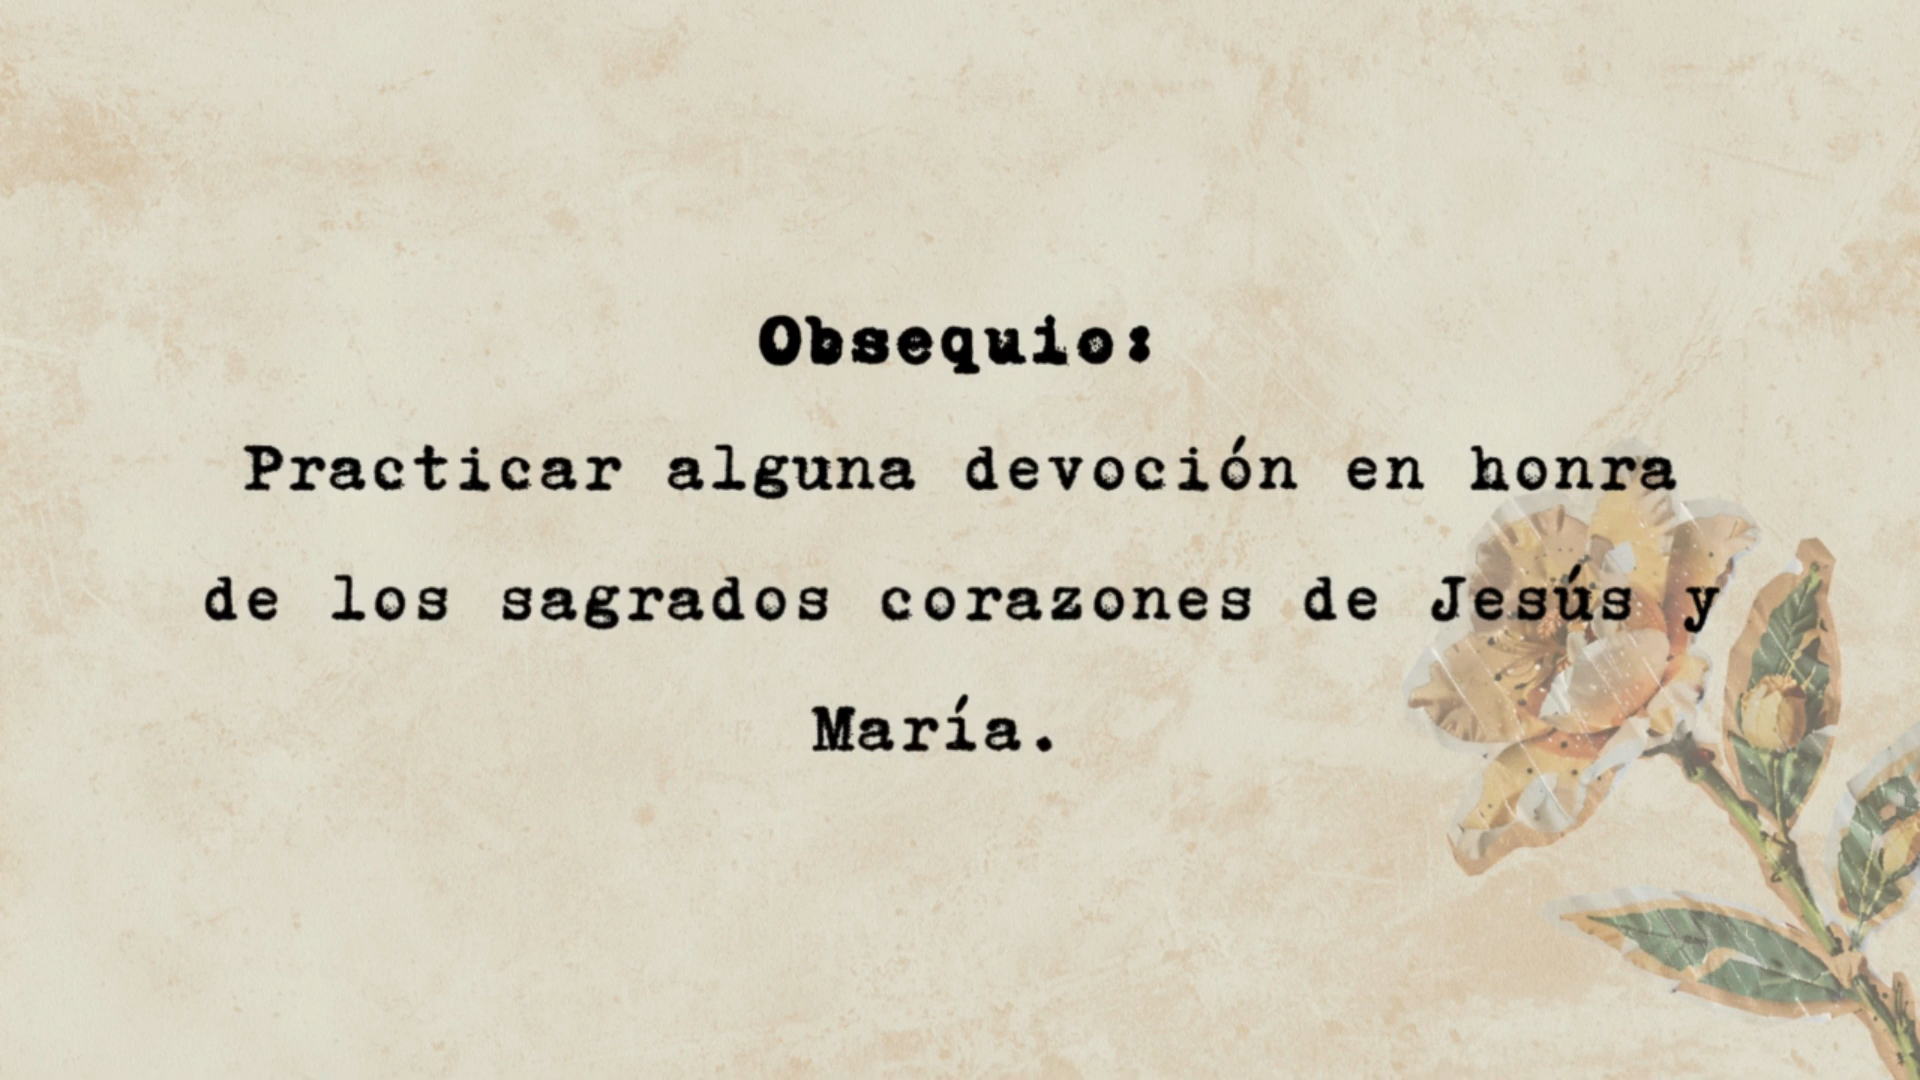 Obsequio:
Practicar alguna devoción en honra
de los sagrados corazones de Jesús y
María.